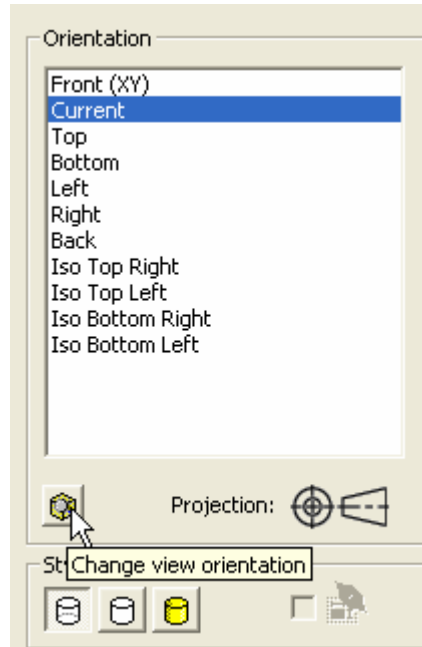 Orientation
Front (XY)
Current
Top
Bottom
Left
Right
Back
Iso Top Right
Iso Top Left
Iso Bottom Right
Iso Bottom Left
Projection:
Change view orientation